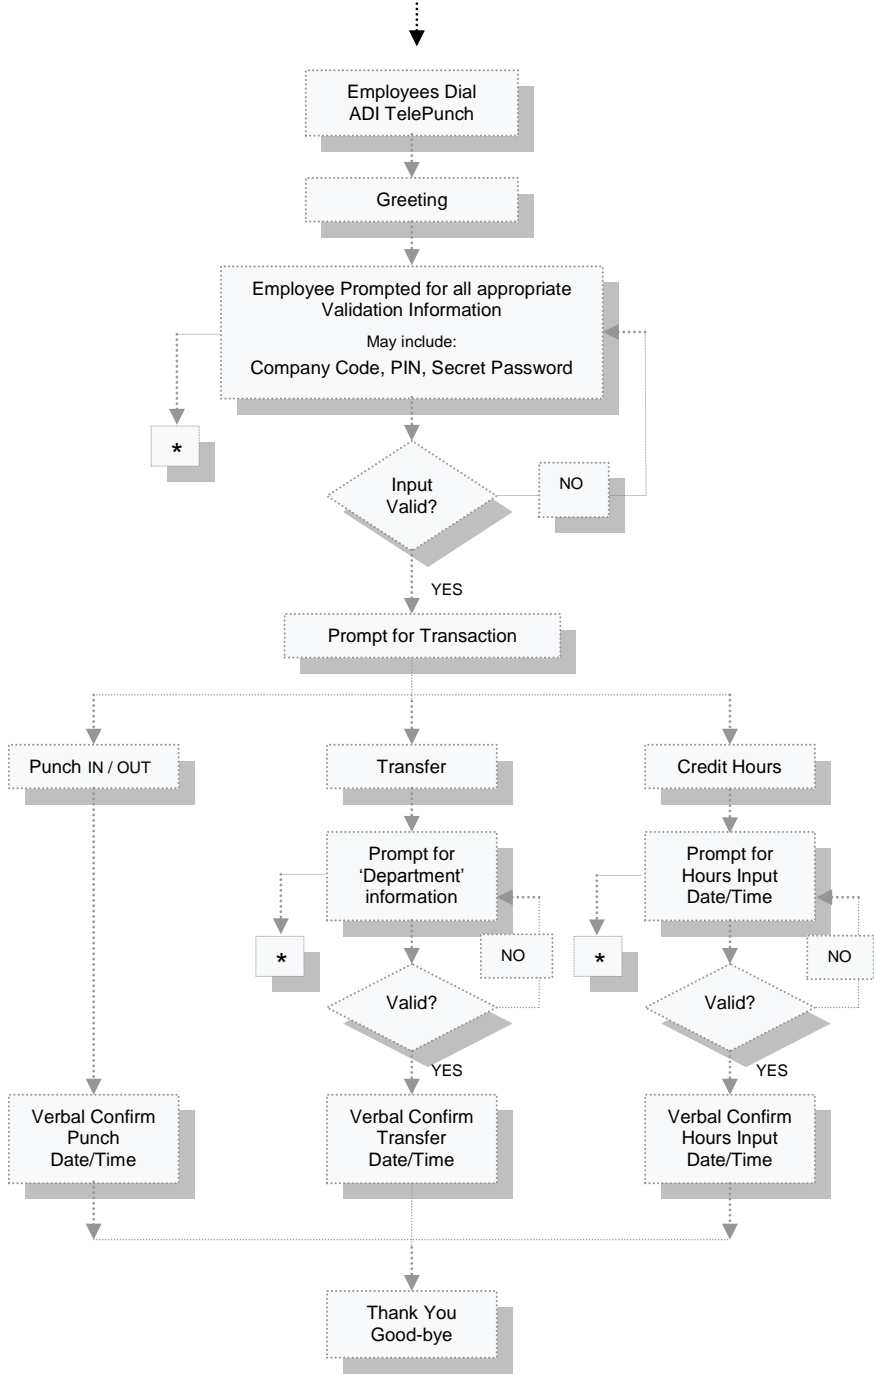 Employees Dial
ADI TelePunch
Greeting
Employee Prompted for all appropriate
Validation Information
May include:
Company Code, PIN, Secret Password
*
Input
Valid?
NO
YES
Prompt for Transaction
Punch IN / OUT
Transfer
Credit Hours
Prompt for
‘Department’
information
Prompt for
Hours Input
Date/Time
*
NO
*
NO
Valid?
Valid?
YES
YES
Verbal Confirm
Punch
Date/Time
Verbal Confirm
Transfer
Date/Time
Verbal Confirm
Hours Input
Date/Time
Thank You
Good-bye